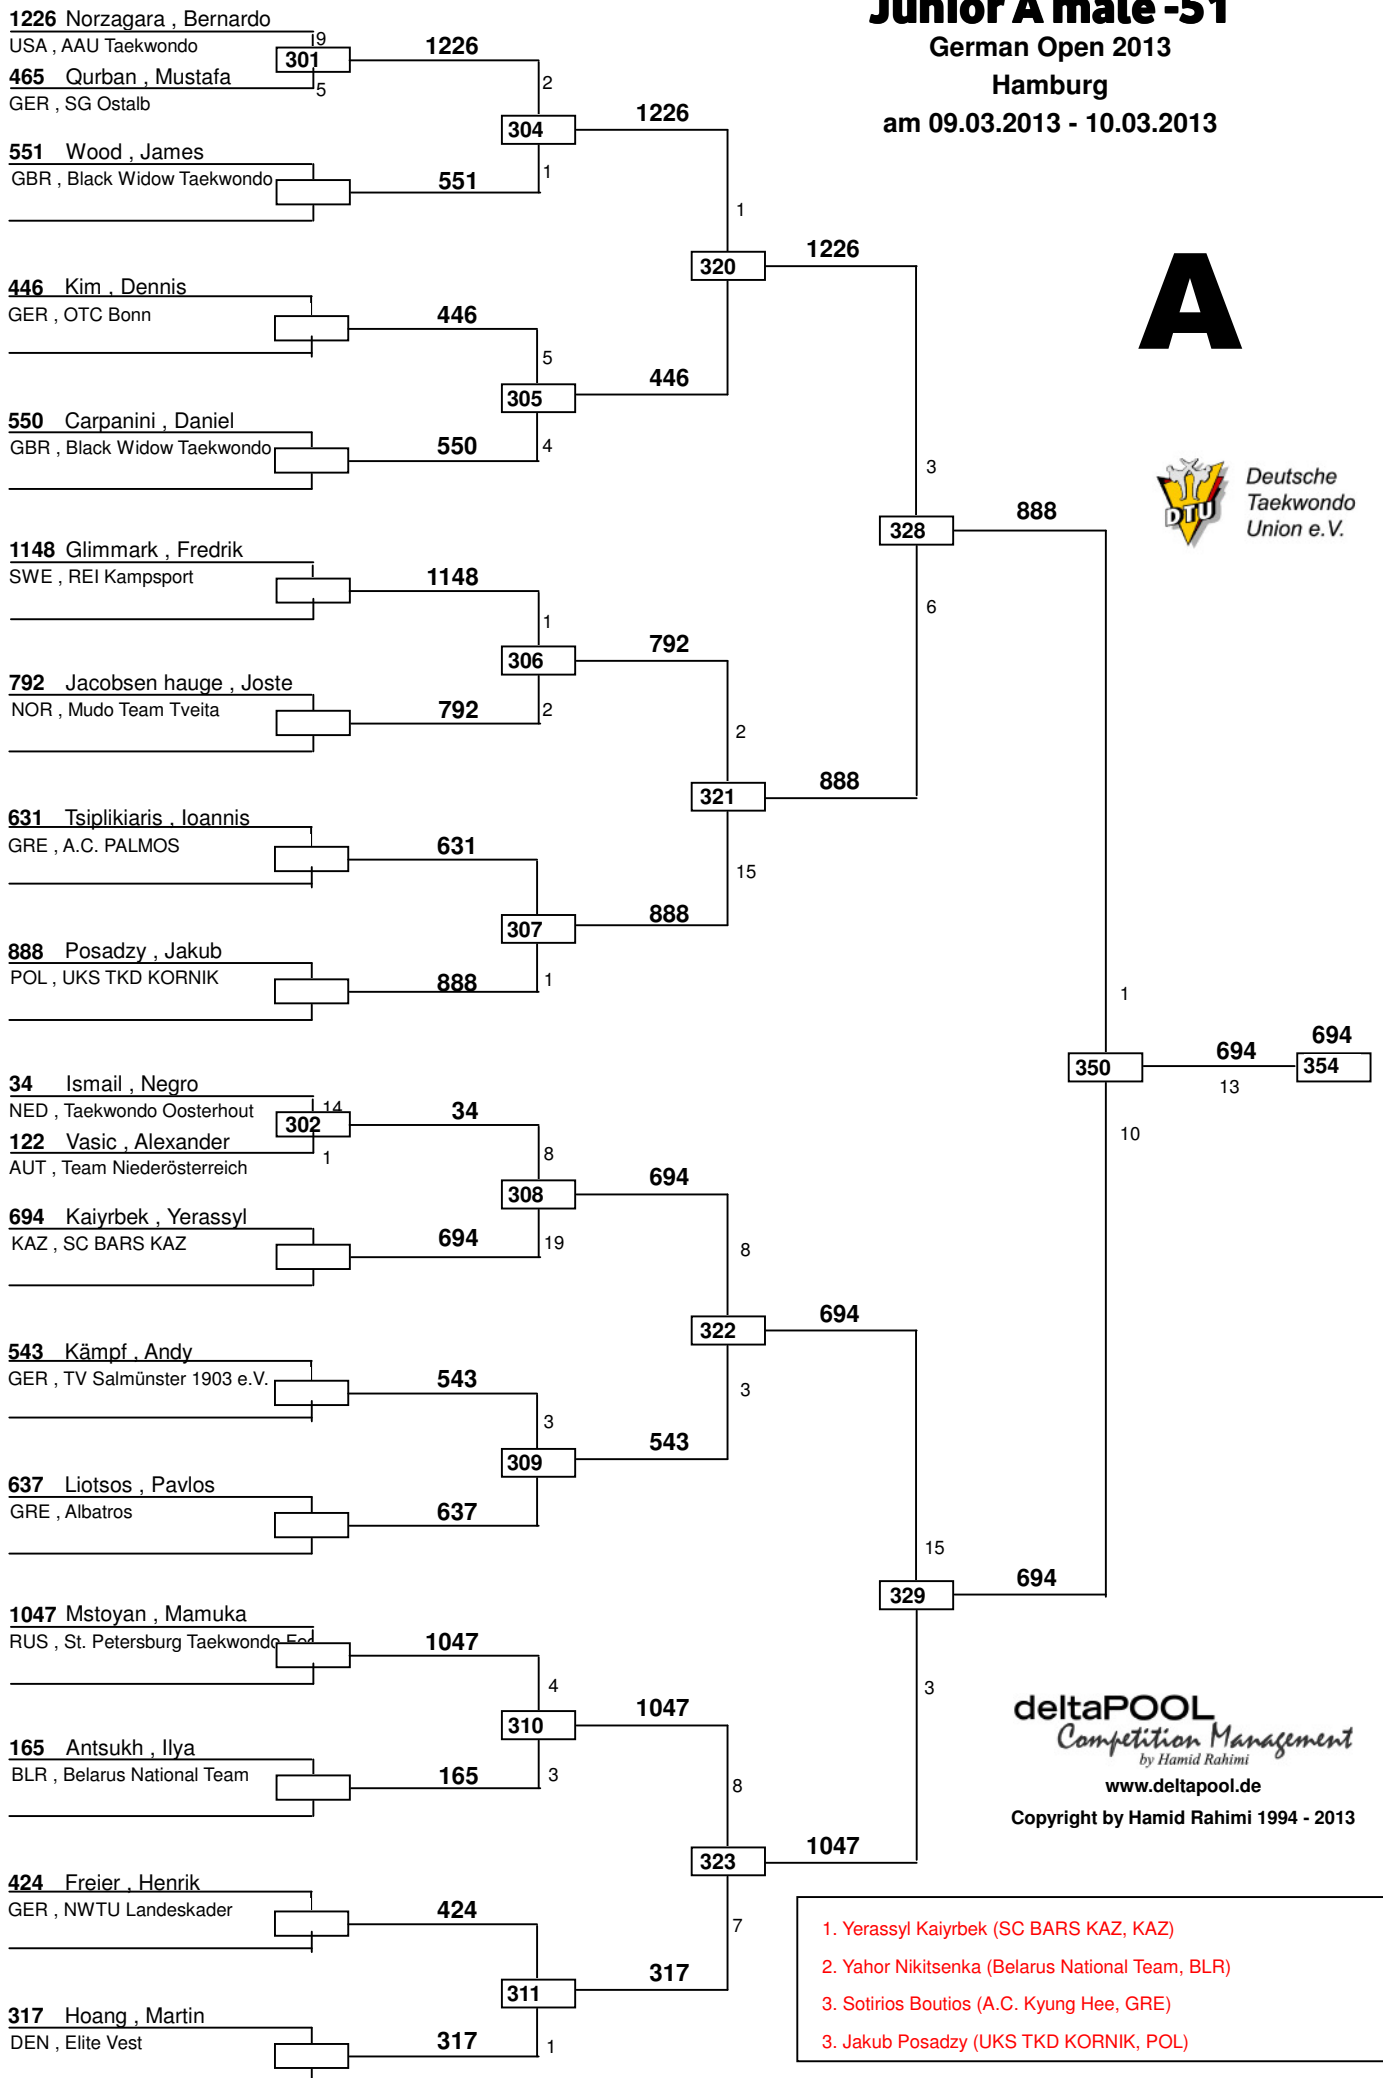 Junior A male -51
German Open 2013
Hamburg
am 09.03.2013 - 10.03.2013
A
DTU
Deutsche
Taekwondo
Union e.V.
1226 Norzagara , Bernardo
USA , AAU Taekwondo
9
301
1226
465 Qurban , Mustafa
5
GER , SG Ostalb
2
304
1226
551 Wood , James
GBR , Black Widow Taekwondo
551
1
1
320
1226
446 Kim , Dennis
GER , OTC Bonn
446
5
305
446
550 Carpanini , Daniel
GBR , Black Widow Taekwondo
550
4
3
328
888
1148 Glimmark , Fredrik
SWE , REI Kampsport
1148
1
6
306
792
792 Jacobsen hauge , Joste
NOR , Mudo Team Tveita
792
2
2
321
888
631 Tsiplikiaris , Ioannis
GRE , A.C. PALMOS
631
15
307
888
888 Posadzy , Jakub
POL , UKS TKD KORNIK
888
1
1
350
694
13
694
354
10
34 Ismail , Negro
NED , Taekwondo Oosterhout
14
302
34
122 Vasic , Alexander
1
AUT , Team Niederösterreich
8
308
694
694 Kaiyrbek , Yerassyl
KAZ , SC BARS KAZ
694
19
8
322
694
543 Kämpf , Andy
GER , TV Salmünster 1903 e.V.
543
3
3
309
543
637 Liotsos , Pavlos
GRE , Albatros
637
15
329
694
1047 Mstoyan , Mamuka
RUS , St. Petersburg Taekwondo Fed
1047
4
3
310
1047
165 Antsukh , Ilya
BLR , Belarus National Team
165
3
8
323
1047
424 Freier , Henrik
GER , NWTU Landeskader
424
7
311
317
317 Hoang , Martin
DEN , Elite Vest
317
1
deltaPOOL
Competition Management
by Hamid Rahimi
www.deltapool.de
Copyright by Hamid Rahimi 1994 - 2013
1. Yerassyl Kaiyrbek (SC BARS KAZ, KAZ)
2. Yahor Nikitsenka (Belarus National Team, BLR)
3. Sotirios Boutios (A.C. Kyung Hee, GRE)
3. Jakub Posadzy (UKS TKD KORNIK, POL)